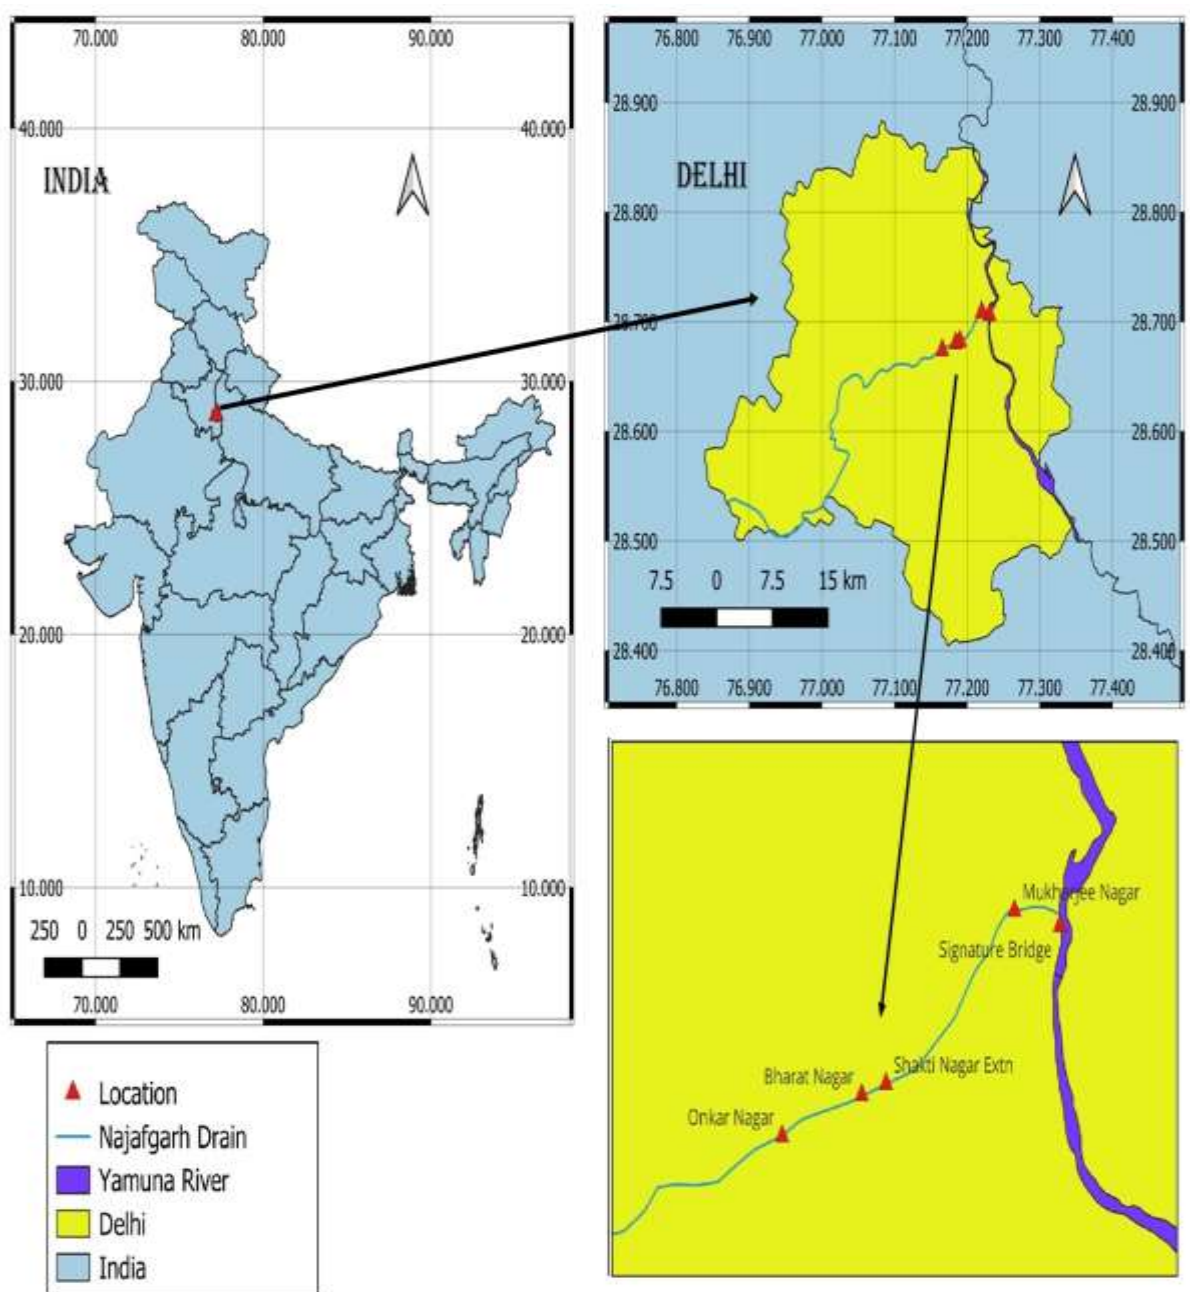 70.000 80.000 90.000
40.000 40.000
INDIA
30.000 30.000
20.000 20.000
10.000 10.000
250 0 250 500 km
70.000 80.000 90.000
76.800 76.900 77.000 77.100 77.200 77.300 77.400
28.900 28.900
DELHI
28.800 28.800
28.700 28.700
28.600 28.600
28.500 28.500
7.5 0 7.5 15 km
28.400 28.400
76.800 76.900 77.000 77.100 77.200 77.300 77.400
Mukherjee Nagar
Signature Bridge
Shakti Nagar Extn
Bharat Nagar
Onkar Nagar
Location
Najafgarh Drain
Yamuna River
Delhi
India